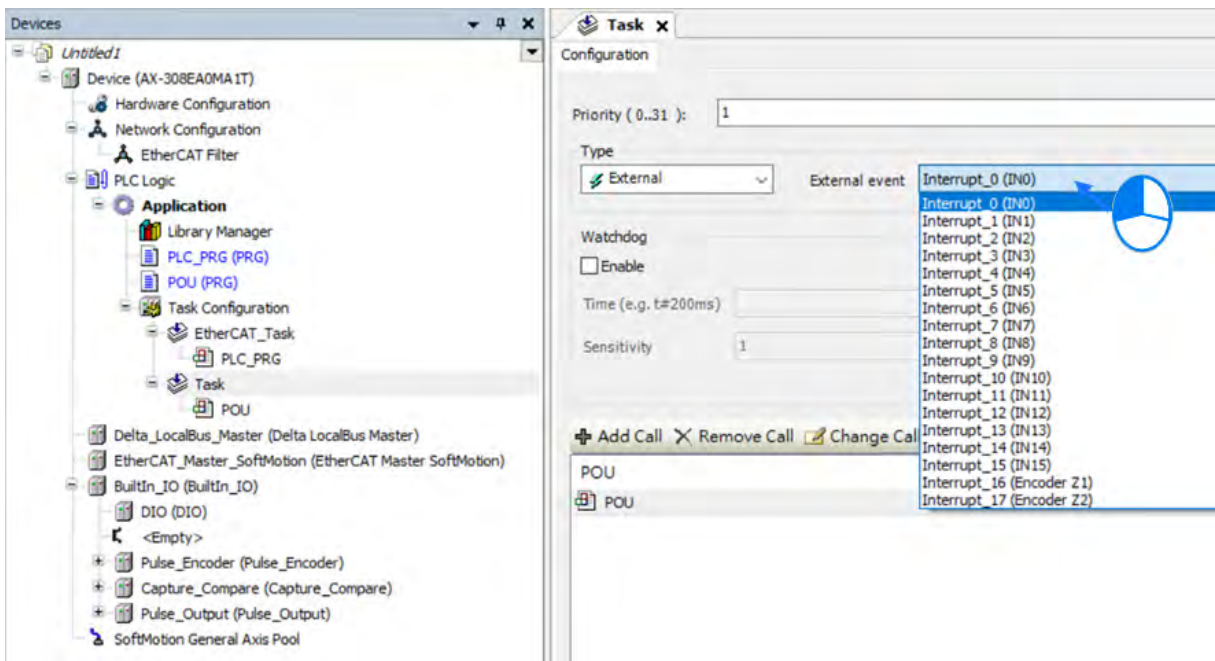 Devices
Untitled1
Device (AX-308EA0MA1T)
Hardware Configuration
Network Configuration
EtherCAT Filter
PLC Logic
Application
Library Manager
PLC_PRG (PRG)
POU (PRG)
Task Configuration
EtherCAT_Task
PLC_PRG
Task
POU
Delta_LocalBus_Master (Delta LocalBus Master)
EtherCAT_Master_SoftMotion (EtherCAT Master SoftMotion)
BuiltIn_IO (BuiltIn_IO)
DIO (DIO)
<Empty>
Pulse_Encoder (Pulse_Encoder)
Capture_Compare (Capture_Compare)
Pulse_Output (Pulse_Output)
SoftMotion General Axis Pool
Task
Configuration
Priority ( 0..31 ): 1
Type
External External event Interrupt_0 (IN0)
Interrupt_0 (IN0)
Interrupt_1 (IN1)
Interrupt_2 (IN2)
Interrupt_3 (IN3)
Interrupt_4 (IN4)
Interrupt_5 (IN5)
Interrupt_6 (IN6)
Interrupt_7 (IN7)
Interrupt_8 (IN8)
Interrupt_9 (IN9)
Interrupt_10 (IN10)
Interrupt_11 (IN11)
Interrupt_12 (IN12)
Interrupt_13 (IN13)
Interrupt_14 (IN14)
Interrupt_15 (IN15)
Interrupt_16 (Encoder Z1)
Interrupt_17 (Encoder Z2)
Watchdog
Enable
Time (e.g. t#200ms)
Sensitivity 1
Add Call Remove Call Change Cal
POU
POU